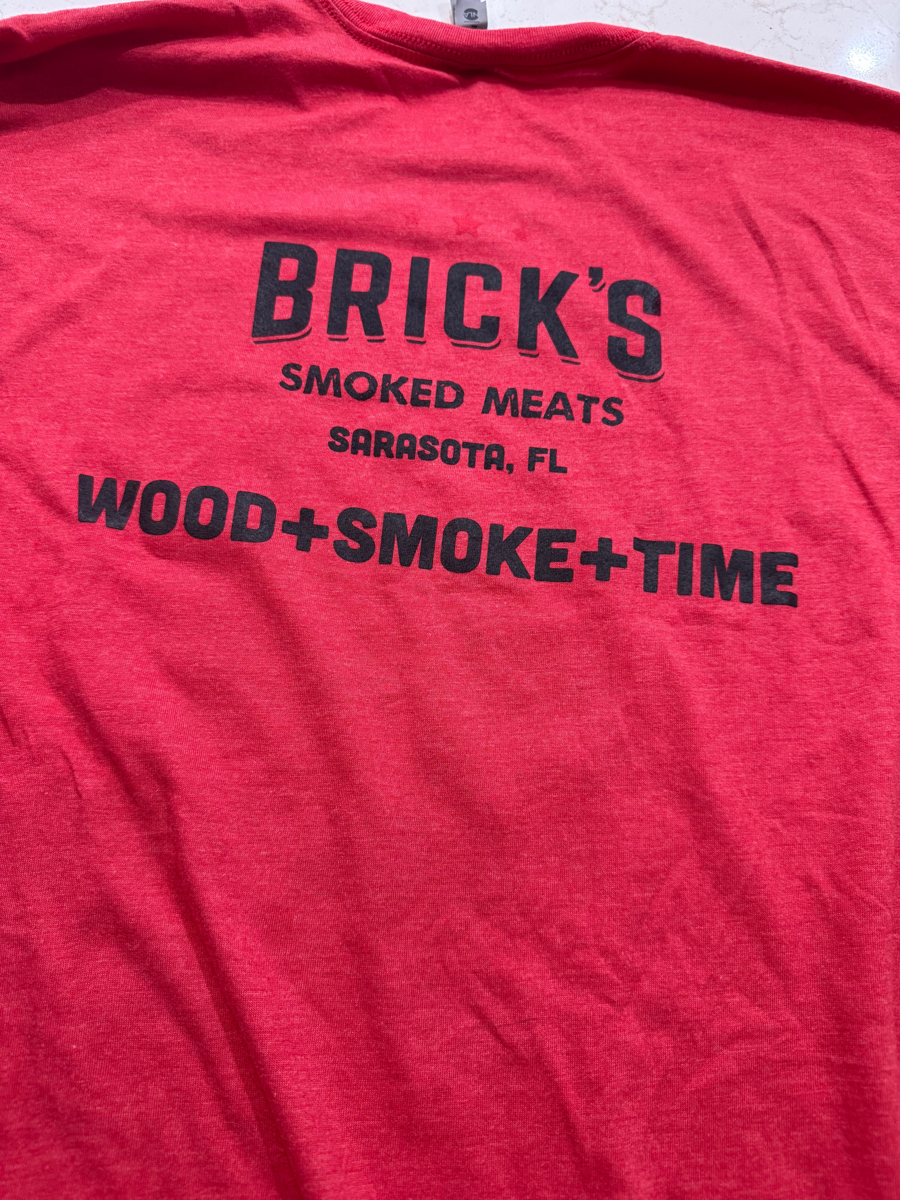 BRICK'S
SMOKED MEATS
SARASOTA, FL
WOOD+SMOKE+TIME